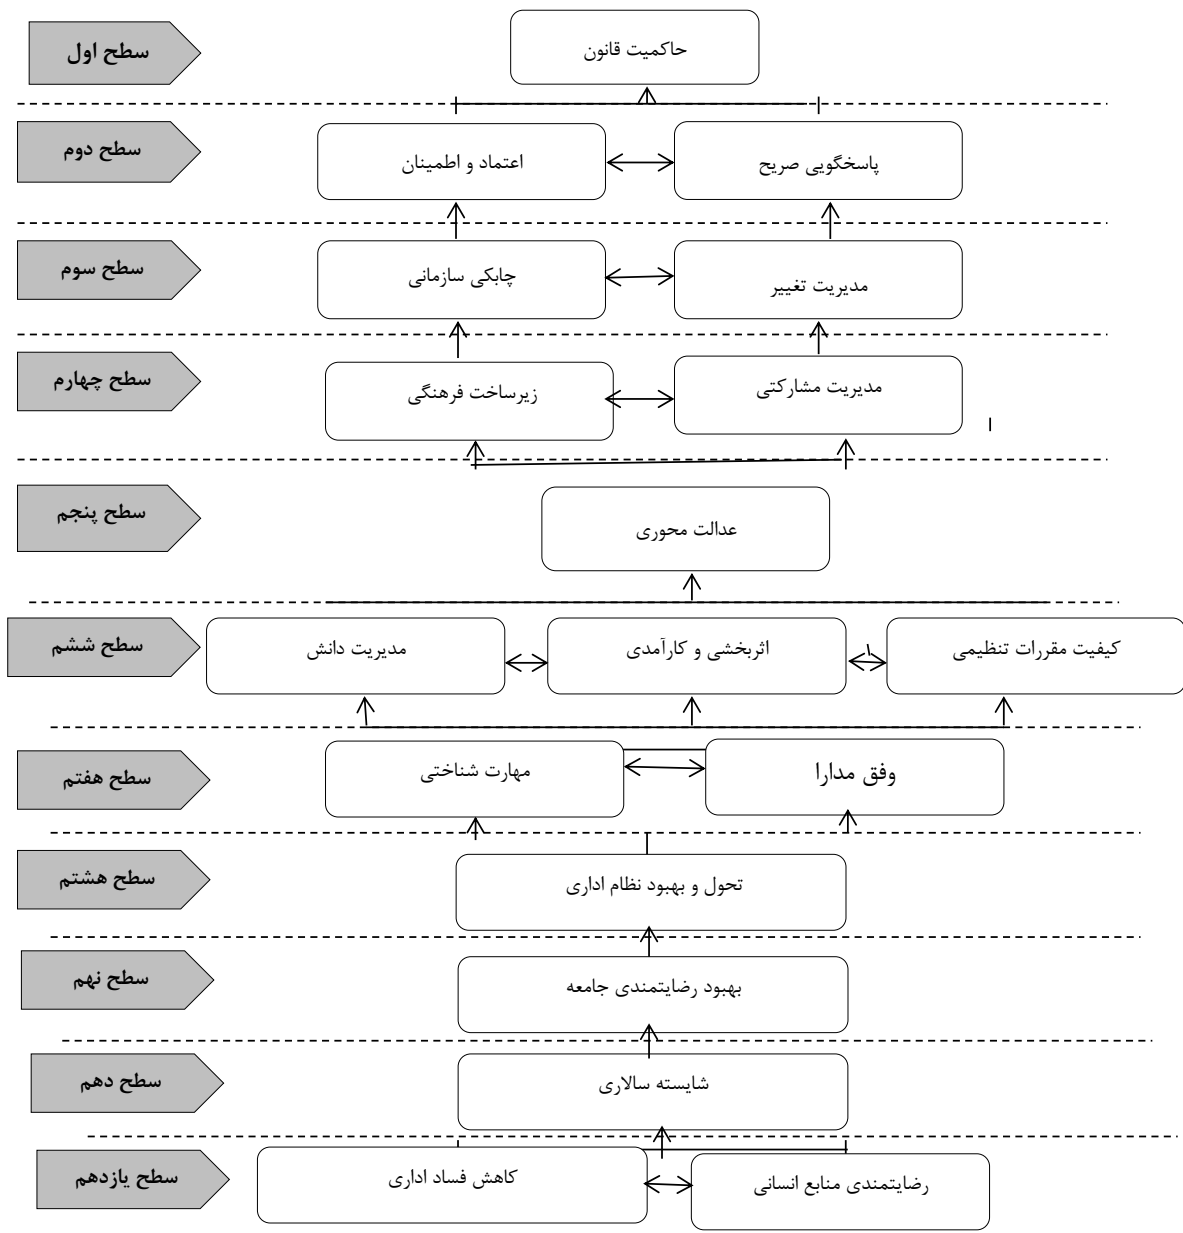 سطح اول
حاکمیت قانون
سطح دوم
پاسخگویی صریح
اعتماد و اطمینان
سطح سوم
مدیریت تغییر
چابکی سازمانی
سطح چهارم
مدیریت مشارکتی
زیرساخت فرهنگی
سطح پنجم
عدالت محوری
سطح ششم
کیفیت مقررات تنظیمی
اثربخشی و کارآمدی
مدیریت دانش
سطح هفتم
وفق مدارا
مهارت شناختی
سطح هشتم
تحول و بهبود نظام اداری
سطح نهم
بهبود رضایتمندی جامعه
سطح دهم
شایسته سالاری
سطح یازدهم
رضایتمندی منابع انسانی
کاهش فساد اداری